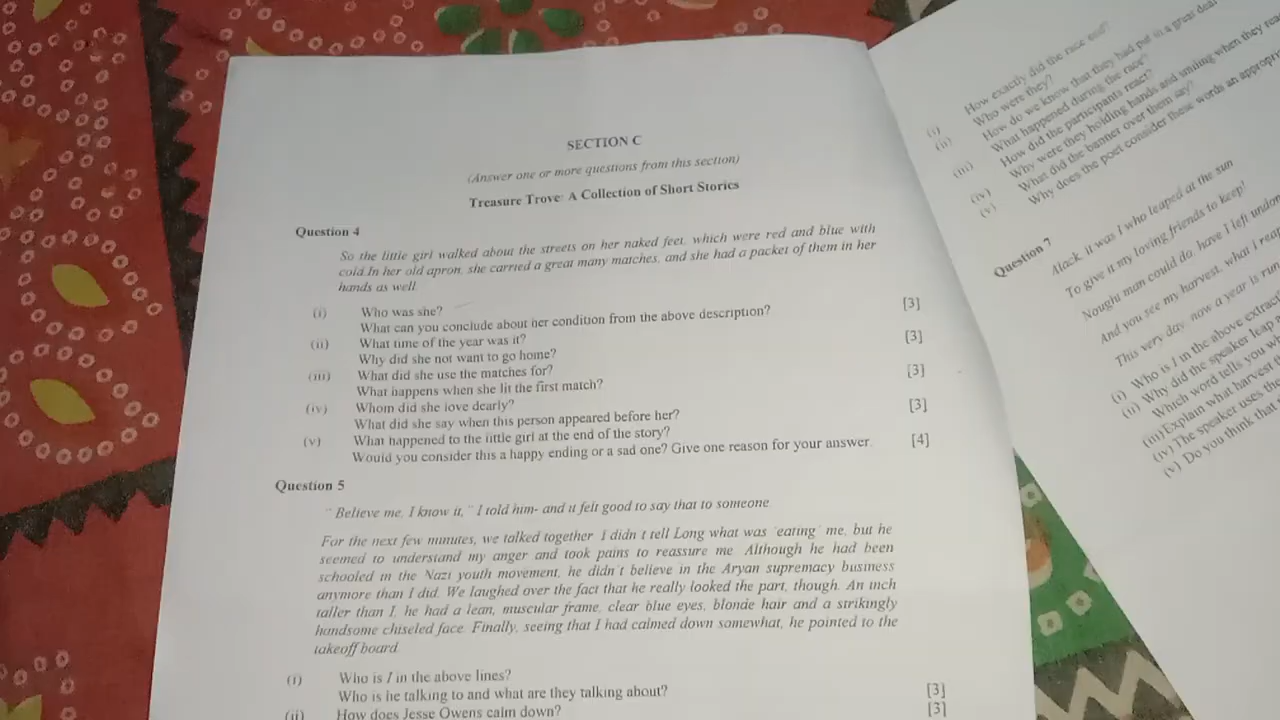 SECTION C
(Answer one or more questions from this section)
Treasure Trove: A Collection of Short Stories
Question 4
So the little girl walked about the streets on her naked feet, which were red and blue with
cold.In her old apron, she carried a great many matches, and she had a packet of them in her
hands as well.
(i) Who was she?
What can you conclude about her condition from the above description? [3]
(ii) What time of the year was it?
Why did she not want to go home? [3]
(iii) What did she use the matches for?
What happens when she lit the first match? [3]
(iv) Whom did she love dearly?
What did she say when this person appeared before her? [3]
(v) What happened to the little girl at the end of the story?
Would you consider this a happy ending or a sad one? Give one reason for your answer. [4]
Question 5
" Believe me, I know it, " I told him- and it felt good to say that to someone.
For the next few minutes, we talked together. I didn't tell Long what was 'eating' me, but he
seemed to understand my anger and took pains to reassure me. Although he had been
schooled in the Nazi youth movement, he didn't believe in the Aryan supremacy business
anymore than I did. We laughed over the fact that he really looked the part, though. An inch
taller than I, he had a lean, muscular frame, clear blue eyes, blonde hair and a strikingly
handsome chiseled face. Finally, seeing that I had calmed down somewhat, he pointed to the
takeoff board.
(i) Who is I in the above lines?
Who is he talking to and what are they talking about? [3]
(ii) How does Jesse Owens calm down? [3]
How exactly did the race end?
(i) Who were they?
(ii) How do we know that they had put in a great deal
What happened during the race?
(iii) How did the participants react?
Why were they holding hands and smiling when they
(iv) What did the banner over them say?
(v) Why does the poet consider these words an
Question 7
Alack, it was I who leaped at the sun
To give it my loving friends to keep!
Nought man could do, have I left
And you see my harvest, what I
This very day, now a year is run
(i) Who is I in the above
(ii) Why did the speaker leap
Which word tells you
(iii) Explain what harvest
(iv) The speaker uses
(v) Do you think that